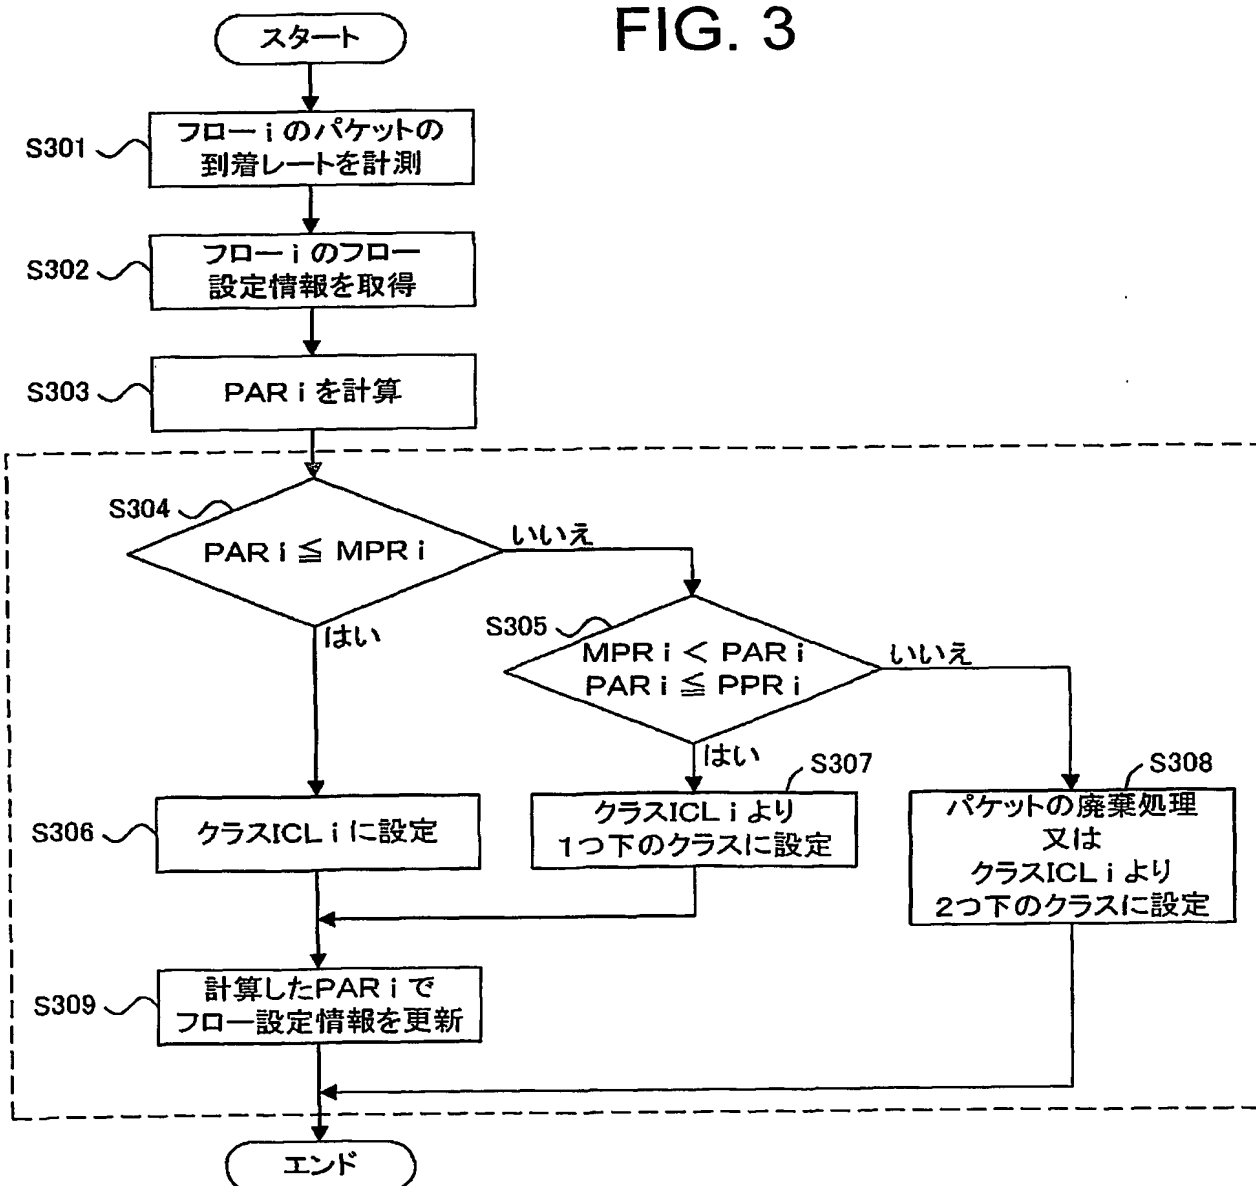 FIG. 3
スタート
S301
フローiのパケットの
到着レートを計測
S302
フローiのフロー
設定情報を取得
S303
PARiを計算
S304
PARi≦MPRi
いいえ
はい
S305
MPRi<PARi
PARi≦PPRi
いいえ
はい
S306
クラスICLiに設定
S307
クラスICLiより
1つ下のクラスに設定
S308
パケットの廃棄処理
又は
クラスICLiより
2つ下のクラスに設定
S309
計算したPARiで
フロー設定情報を更新
エンド